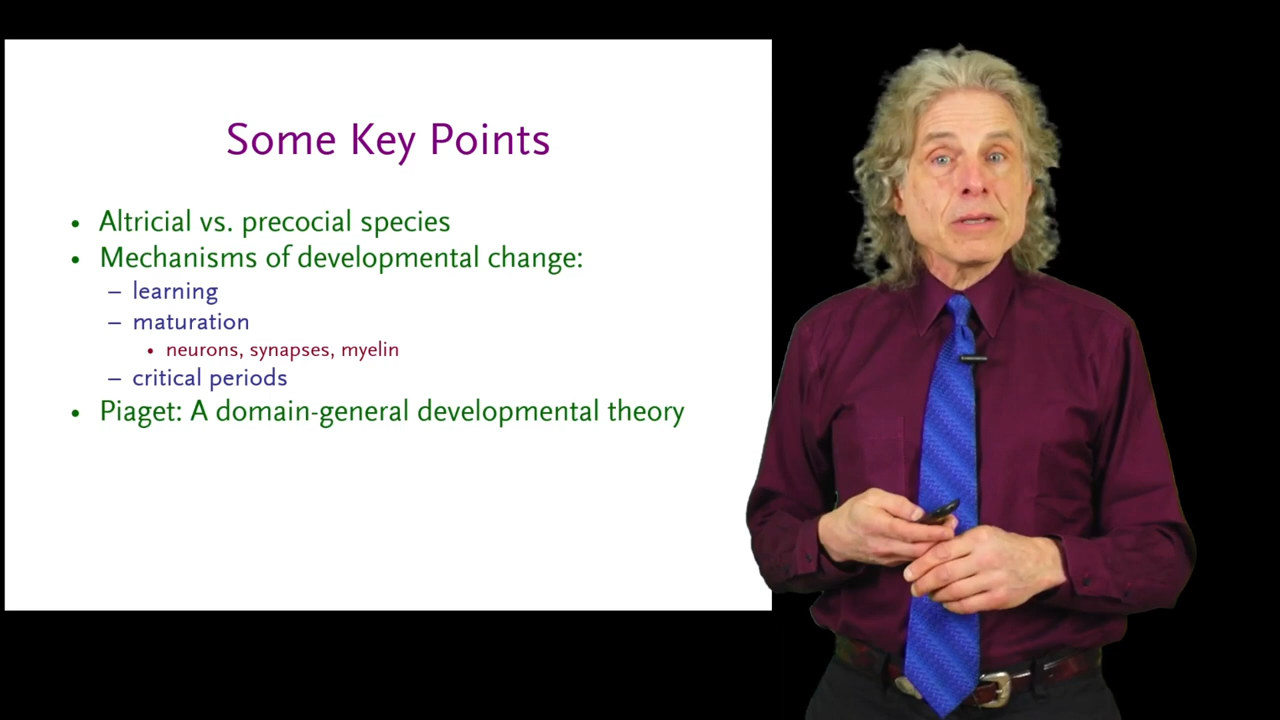 Some Key Points
• Altricial vs. precocial species
• Mechanisms of developmental change:
– learning
– maturation
• neurons, synapses, myelin
– critical periods
• Piaget: A domain-general developmental theory